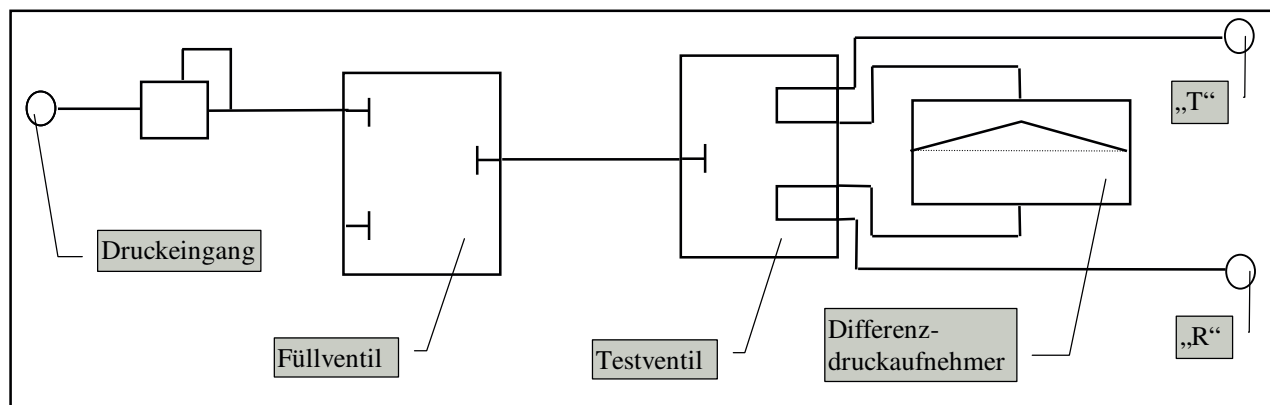 „T“
Druckeingang
Füllventil
Testventil
Differenz-
druckaufnehmer
„R“